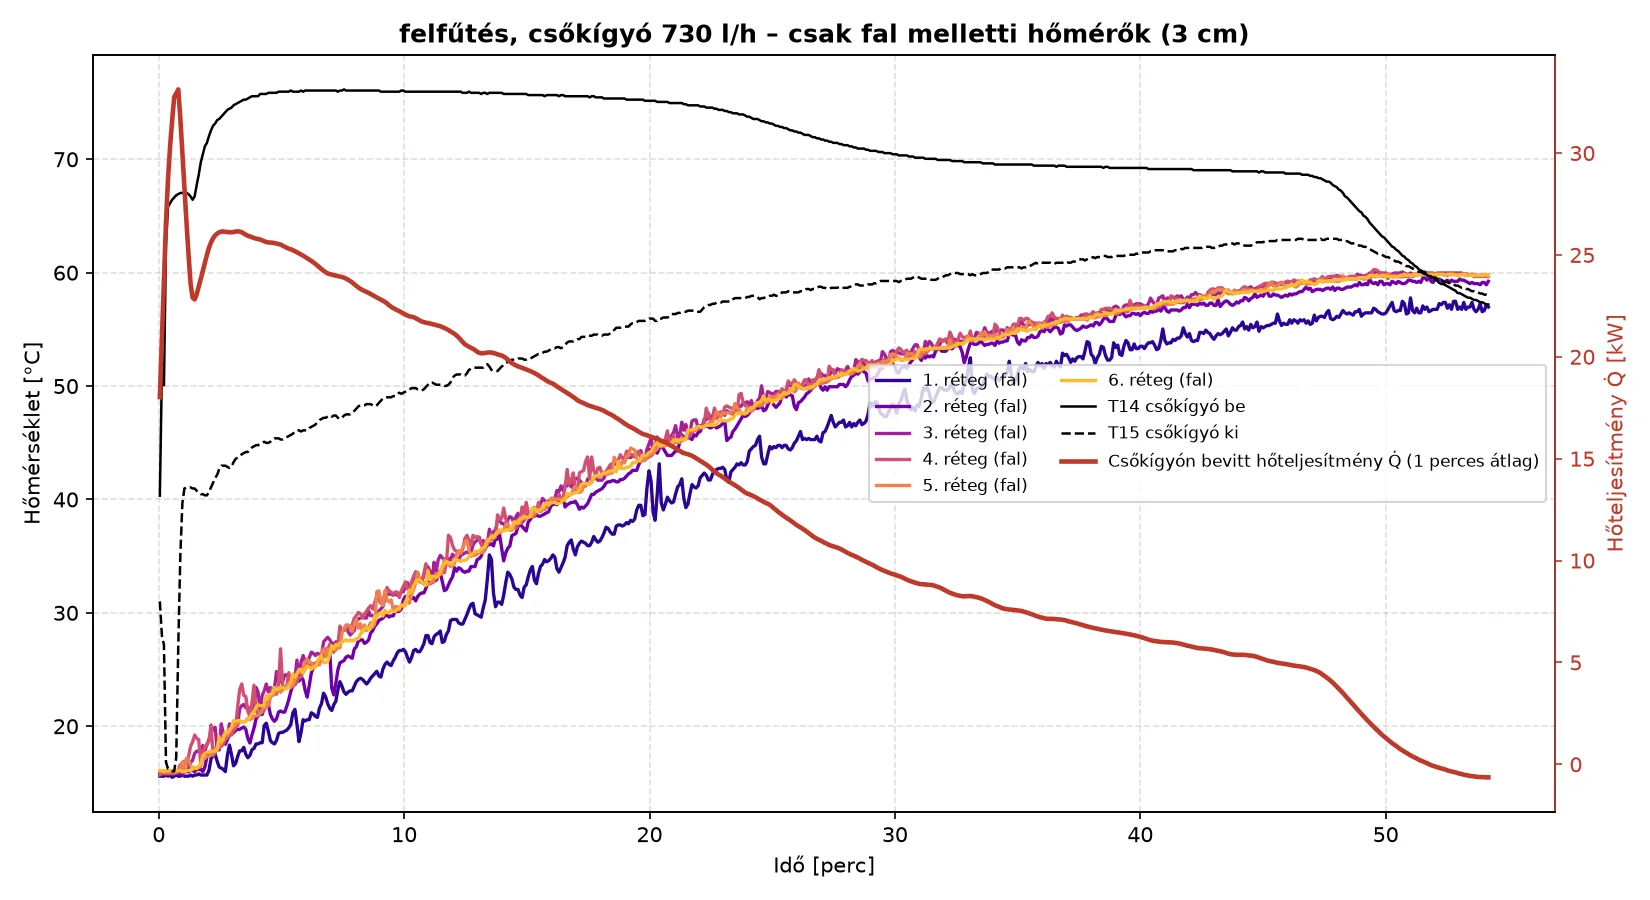 felfűtés, csőkígyó 730 l/h – csak fal melletti hőmérők (3 cm)
Hőmérséklet [°C]
70
60
50
40
30
20
30
25
20
15
10
5
0
Hőteljesítmény Q̇ [kW]
1. réteg (fal)
2. réteg (fal)
3. réteg (fal)
4. réteg (fal)
5. réteg (fal)
6. réteg (fal)
T14 csőkígyó be
T15 csőkígyó ki
Csőkígyón bevitt hőteljesítmény Q̇ (1 perces átlag)
0
10
20
30
40
50
Idő [perc]